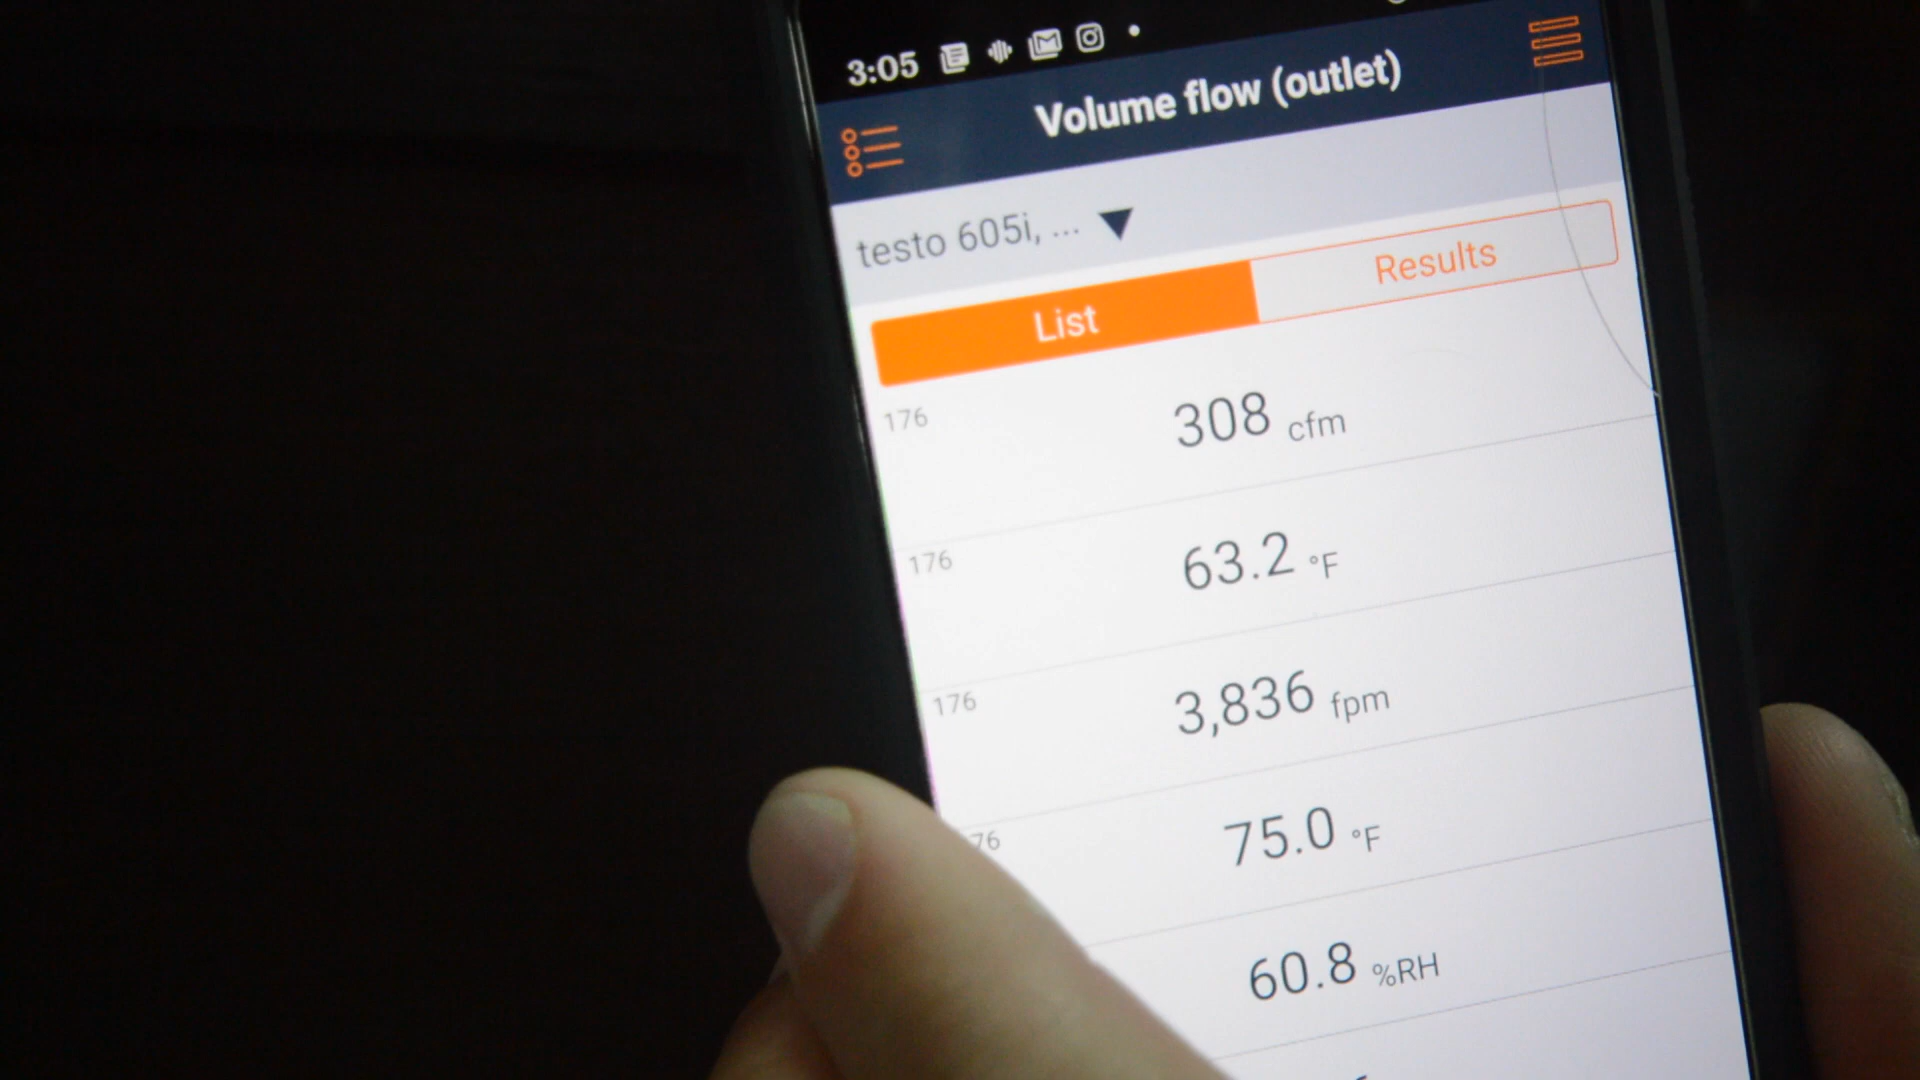 3:05
Volume flow (outlet)
testo 605i, ...
List
Results
176
308 cfm
176
63.2 °F
176
3,836 fpm
76
75.0 °F
60.8 %RH